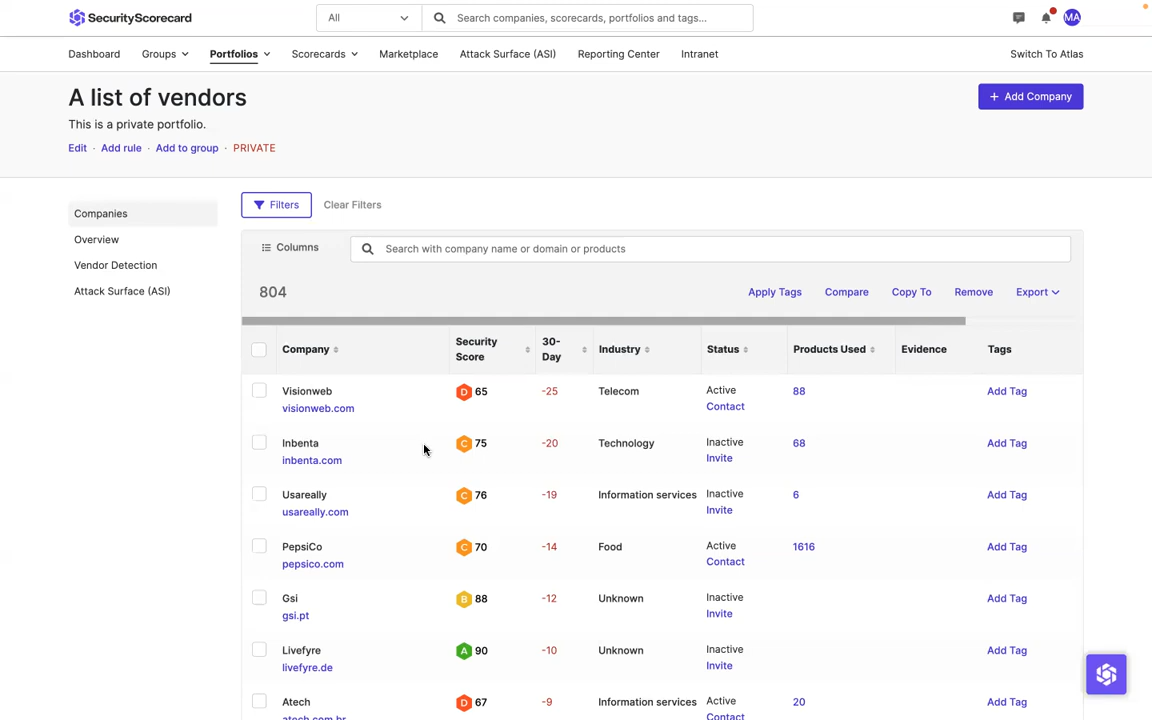 SecurityScorecard
All
Search companies, scorecards, portfolios and tags...
MA
Dashboard Groups Portfolios Scorecards Marketplace Attack Surface (ASI) Reporting Center Intranet Switch To Atlas
A list of vendors
+ Add Company
This is a private portfolio.
Edit · Add rule · Add to group · PRIVATE
Filters Clear Filters
Companies
Overview
Vendor Detection
Attack Surface (ASI)
Columns
Search with company name or domain or products
804 Apply Tags Compare Copy To Remove Export
Company Security Score 30-Day Industry Status Products Used Evidence Tags
Visionweb D 65 -25 Telecom Active 88 Add Tag
visionweb.com Contact
Inbenta C 75 -20 Technology Inactive 68 Add Tag
inbenta.com Invite
Usareally C 76 -19 Information services Inactive 6 Add Tag
usareally.com Invite
PepsiCo C 70 -14 Food Active 1616 Add Tag
pepsico.com Contact
Gsi B 88 -12 Unknown Inactive Add Tag
gsi.pt Invite
Livefyre A 90 -10 Unknown Inactive Add Tag
livefyre.de Invite
Atech D 67 -9 Information services Active 20 Add Tag
atech.com.br Contact